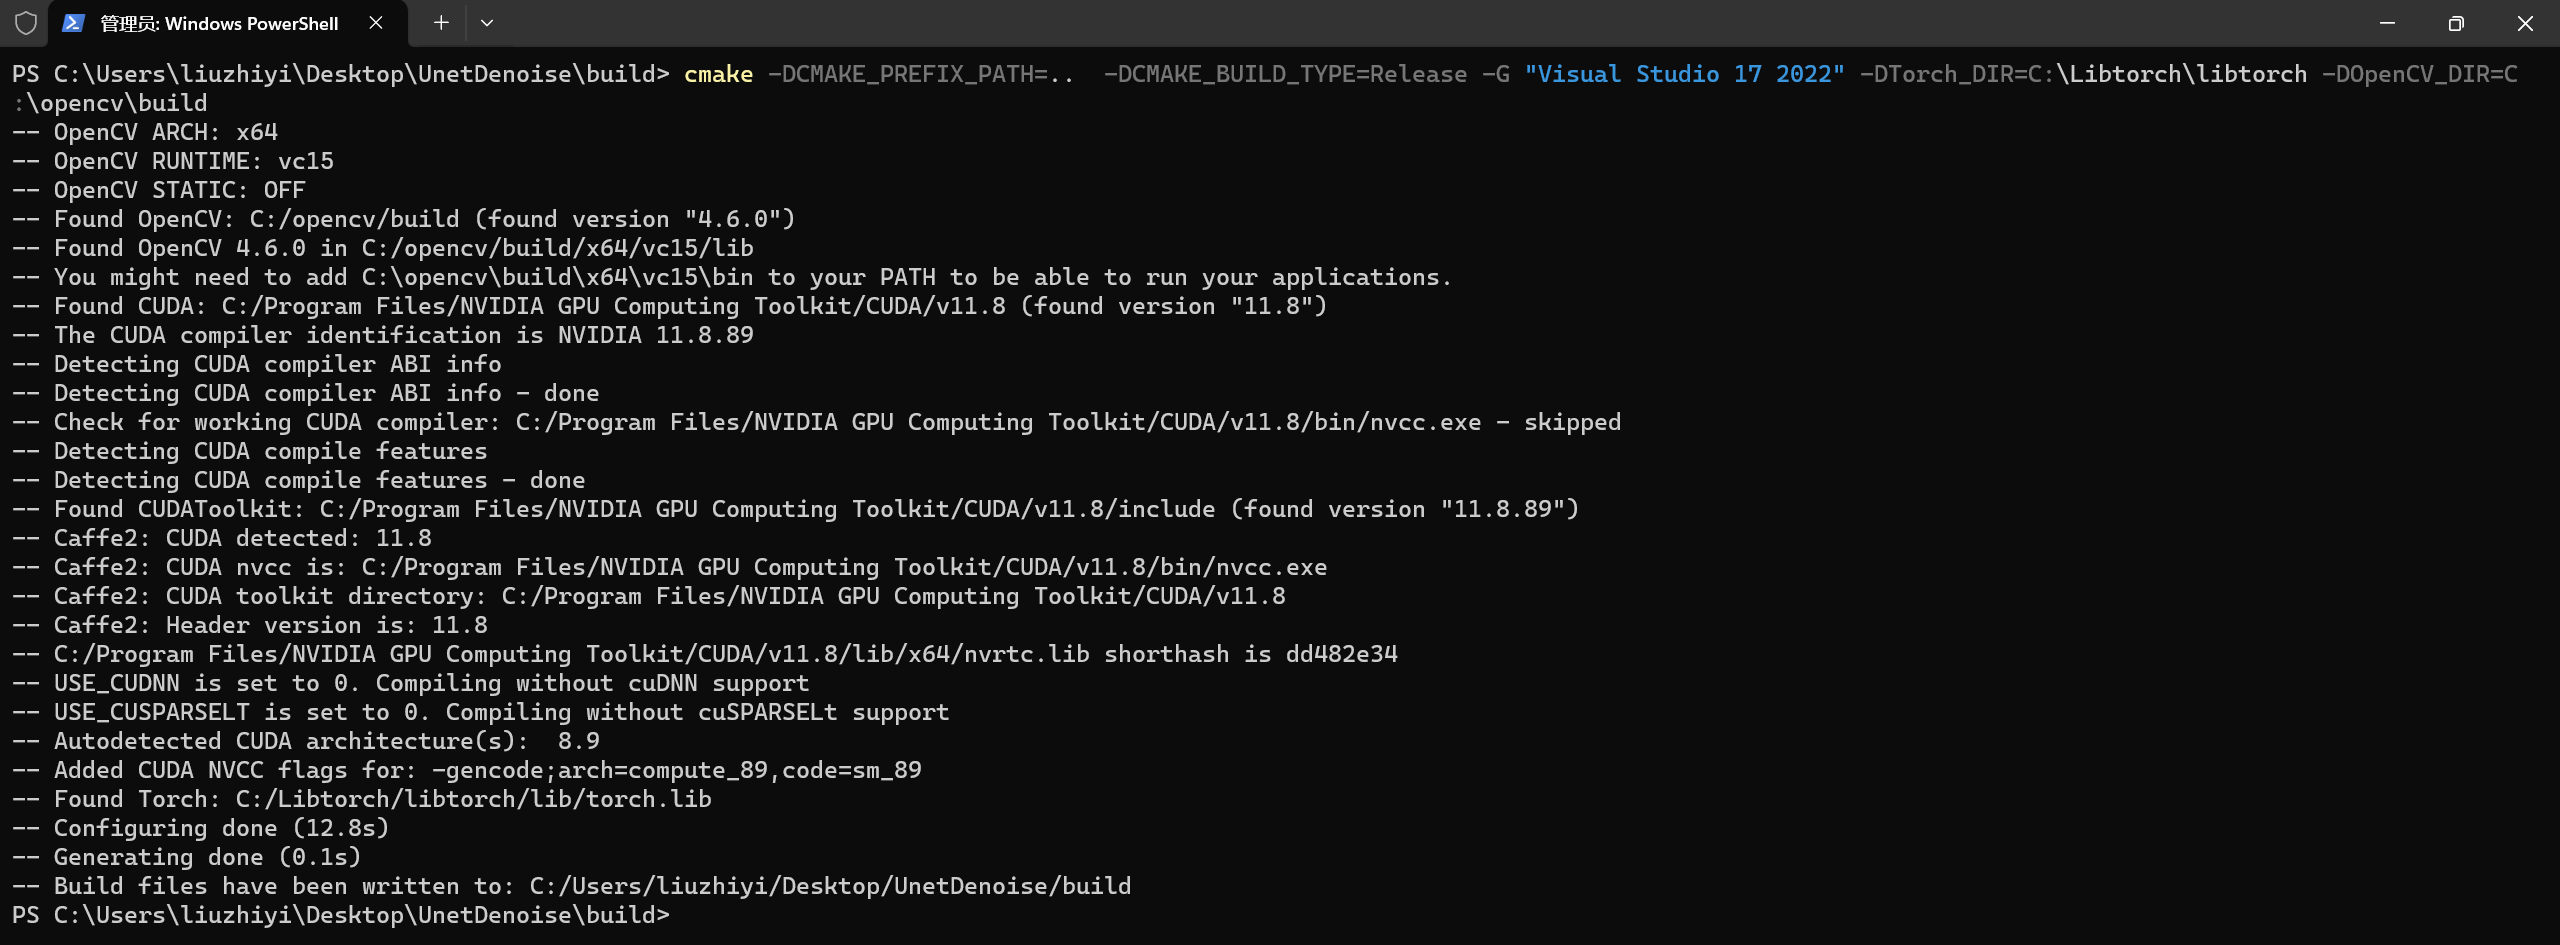 管理员: Windows PowerShell
PS C:\Users\liuzhiyi\Desktop\UnetDenoise\build> cmake -DCMAKE_PREFIX_PATH=..  -DCMAKE_BUILD_TYPE=Release -G "Visual Studio 17 2022" -DTorch_DIR=C:\Libtorch\libtorch -DOpenCV_DIR=C
:\opencv\build
-- OpenCV ARCH: x64
-- OpenCV RUNTIME: vc15
-- OpenCV STATIC: OFF
-- Found OpenCV: C:/opencv/build (found version "4.6.0")
-- Found OpenCV 4.6.0 in C:/opencv/build/x64/vc15/lib
-- You might need to add C:\opencv\build\x64\vc15\bin to your PATH to be able to run your applications.
-- Found CUDA: C:/Program Files/NVIDIA GPU Computing Toolkit/CUDA/v11.8 (found version "11.8")
-- The CUDA compiler identification is NVIDIA 11.8.89
-- Detecting CUDA compiler ABI info
-- Detecting CUDA compiler ABI info - done
-- Check for working CUDA compiler: C:/Program Files/NVIDIA GPU Computing Toolkit/CUDA/v11.8/bin/nvcc.exe - skipped
-- Detecting CUDA compile features
-- Detecting CUDA compile features - done
-- Found CUDAToolkit: C:/Program Files/NVIDIA GPU Computing Toolkit/CUDA/v11.8/include (found version "11.8.89")
-- Caffe2: CUDA detected: 11.8
-- Caffe2: CUDA nvcc is: C:/Program Files/NVIDIA GPU Computing Toolkit/CUDA/v11.8/bin/nvcc.exe
-- Caffe2: CUDA toolkit directory: C:/Program Files/NVIDIA GPU Computing Toolkit/CUDA/v11.8
-- Caffe2: Header version is: 11.8
-- C:/Program Files/NVIDIA GPU Computing Toolkit/CUDA/v11.8/lib/x64/nvrtc.lib shorthash is dd482e34
-- USE_CUDNN is set to 0. Compiling without cuDNN support
-- USE_CUSPARSELT is set to 0. Compiling without cuSPARSELt support
-- Autodetected CUDA architecture(s):  8.9
-- Added CUDA NVCC flags for: -gencode;arch=compute_89,code=sm_89
-- Found Torch: C:/Libtorch/libtorch/lib/torch.lib
-- Configuring done (12.8s)
-- Generating done (0.1s)
-- Build files have been written to: C:/Users/liuzhiyi/Desktop/UnetDenoise/build
PS C:\Users\liuzhiyi\Desktop\UnetDenoise\build>